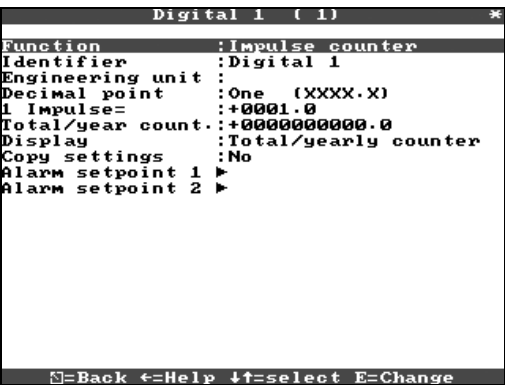 Digital 1 ( 1) *
Function :Impulse counter
Identifier :Digital 1
Engineering unit :
Decimal point :One (XXXX.X)
1 Impulse= :+0001.0
Total/year count.:+0000000000.0
Display :Total/yearly counter
Copy settings :No
Alarm setpoint 1 ►
Alarm setpoint 2 ►
⇱=Back ←=Help ↓↑=select E=Change